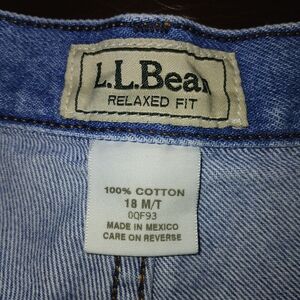 L.L.Bean
RELAXED FIT
100% COTTON
18 M/T
0QF93
MADE IN MEXICO
CARE ON REVERSE